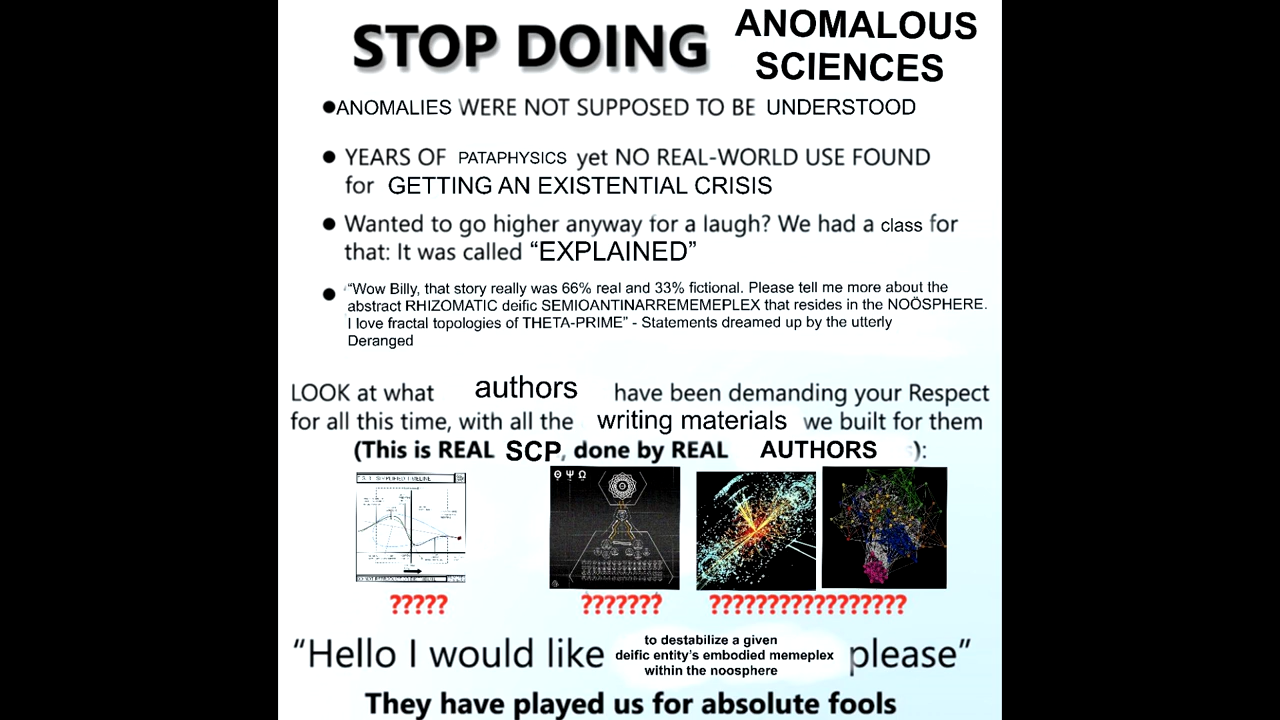 STOP DOING ANOMALOUS SCIENCES
●ANOMALIES WERE NOT SUPPOSED TO BE UNDERSTOOD
● YEARS OF PATAPHYSICS yet NO REAL-WORLD USE FOUND
for GETTING AN EXISTENTIAL CRISIS
● Wanted to go higher anyway for a laugh? We had a class for
that: It was called “EXPLAINED”
● “Wow Billy, that story really was 66% real and 33% fictional. Please tell me more about the
abstract RHIZOMATIC deific SEMIOANTINARREMEMEPLEX that resides in the NOÖSPHERE.
I love fractal topologies of THETA-PRIME” - Statements dreamed up by the utterly
Deranged
LOOK at what authors have been demanding your Respect
for all this time, with all the writing materials we built for them
(This is REAL SCP, done by REAL AUTHORS ):
Θ Ψ Ω
????? ??????? ?????????????????
“Hello I would like to destabilize a given
deific entity’s embodied memeplex
within the noosphere please”
They have played us for absolute fools